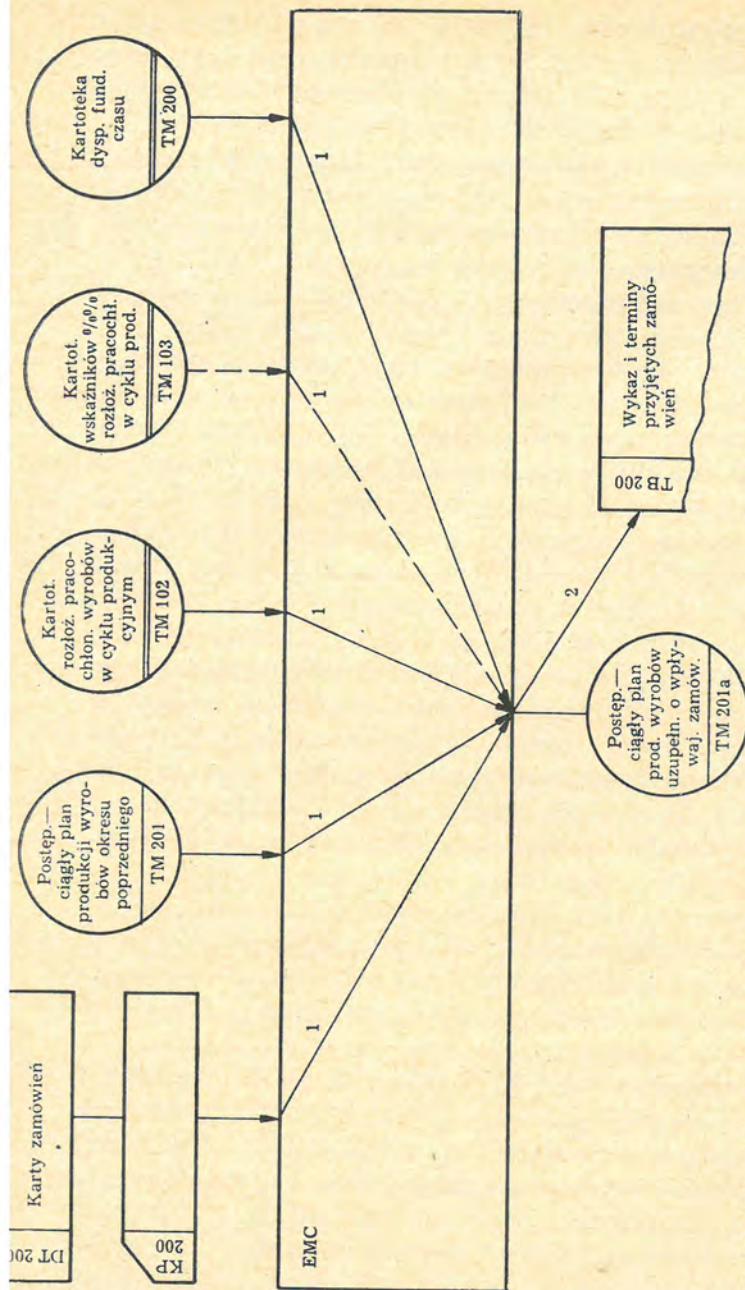 DT 200
Karty zamówień
KP
200
Postęp.—
ciągły plan
produkcji wyro-
bów okresu
poprzedniego
TM 201
Kartot.
rozłoż. praco-
chłon. wyrobów
w cyklu produk-
cyjnym
TM 102
Kartot.
wskaźników %%
rozłoż. pracochł.
w cyklu prod.
TM 103
Kartoteka
dysp. fund.
czasu
TM 200
EMC
1
1
1
1
1
2
Postęp.—
ciągły plan
prod. wyrobów
uzupełn. o wpły-
waj. zamów.
TM 201a
TB 200
Wykaz i terminy
przyjętych zamó-
wień